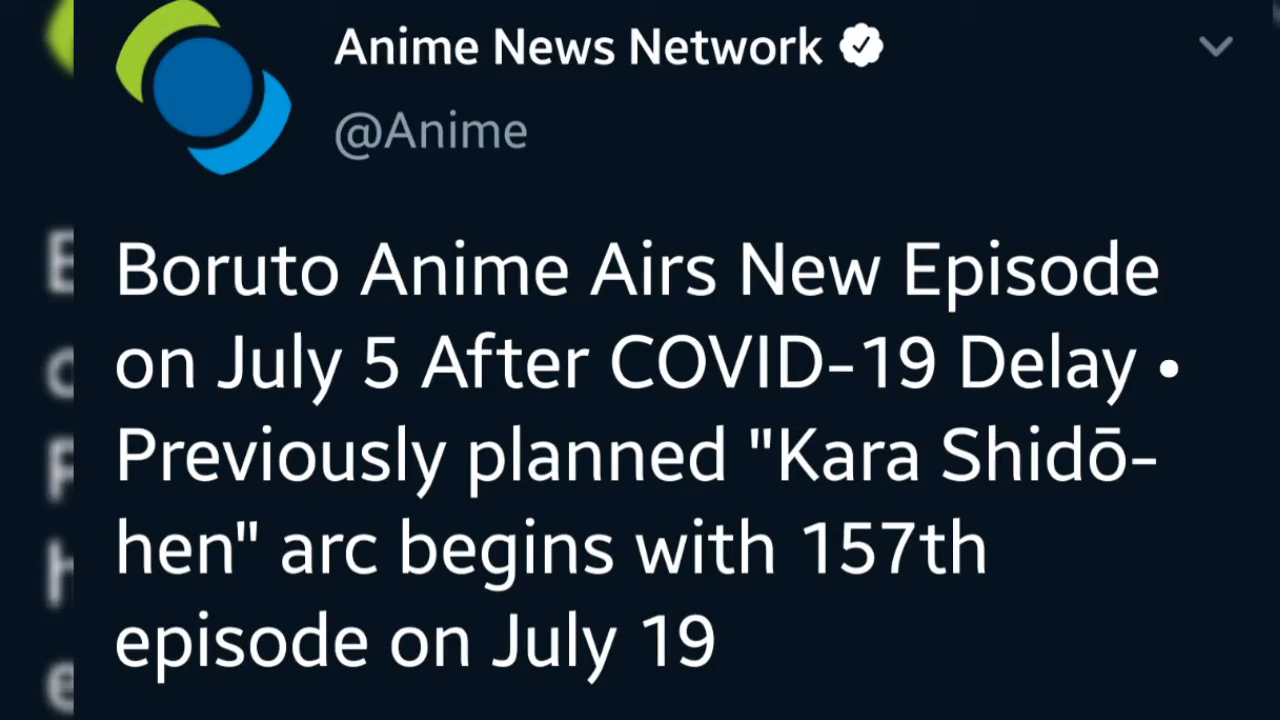 Anime News Network
@Anime
Boruto Anime Airs New Episode
on July 5 After COVID-19 Delay •
Previously planned "Kara Shidō-
hen" arc begins with 157th
episode on July 19